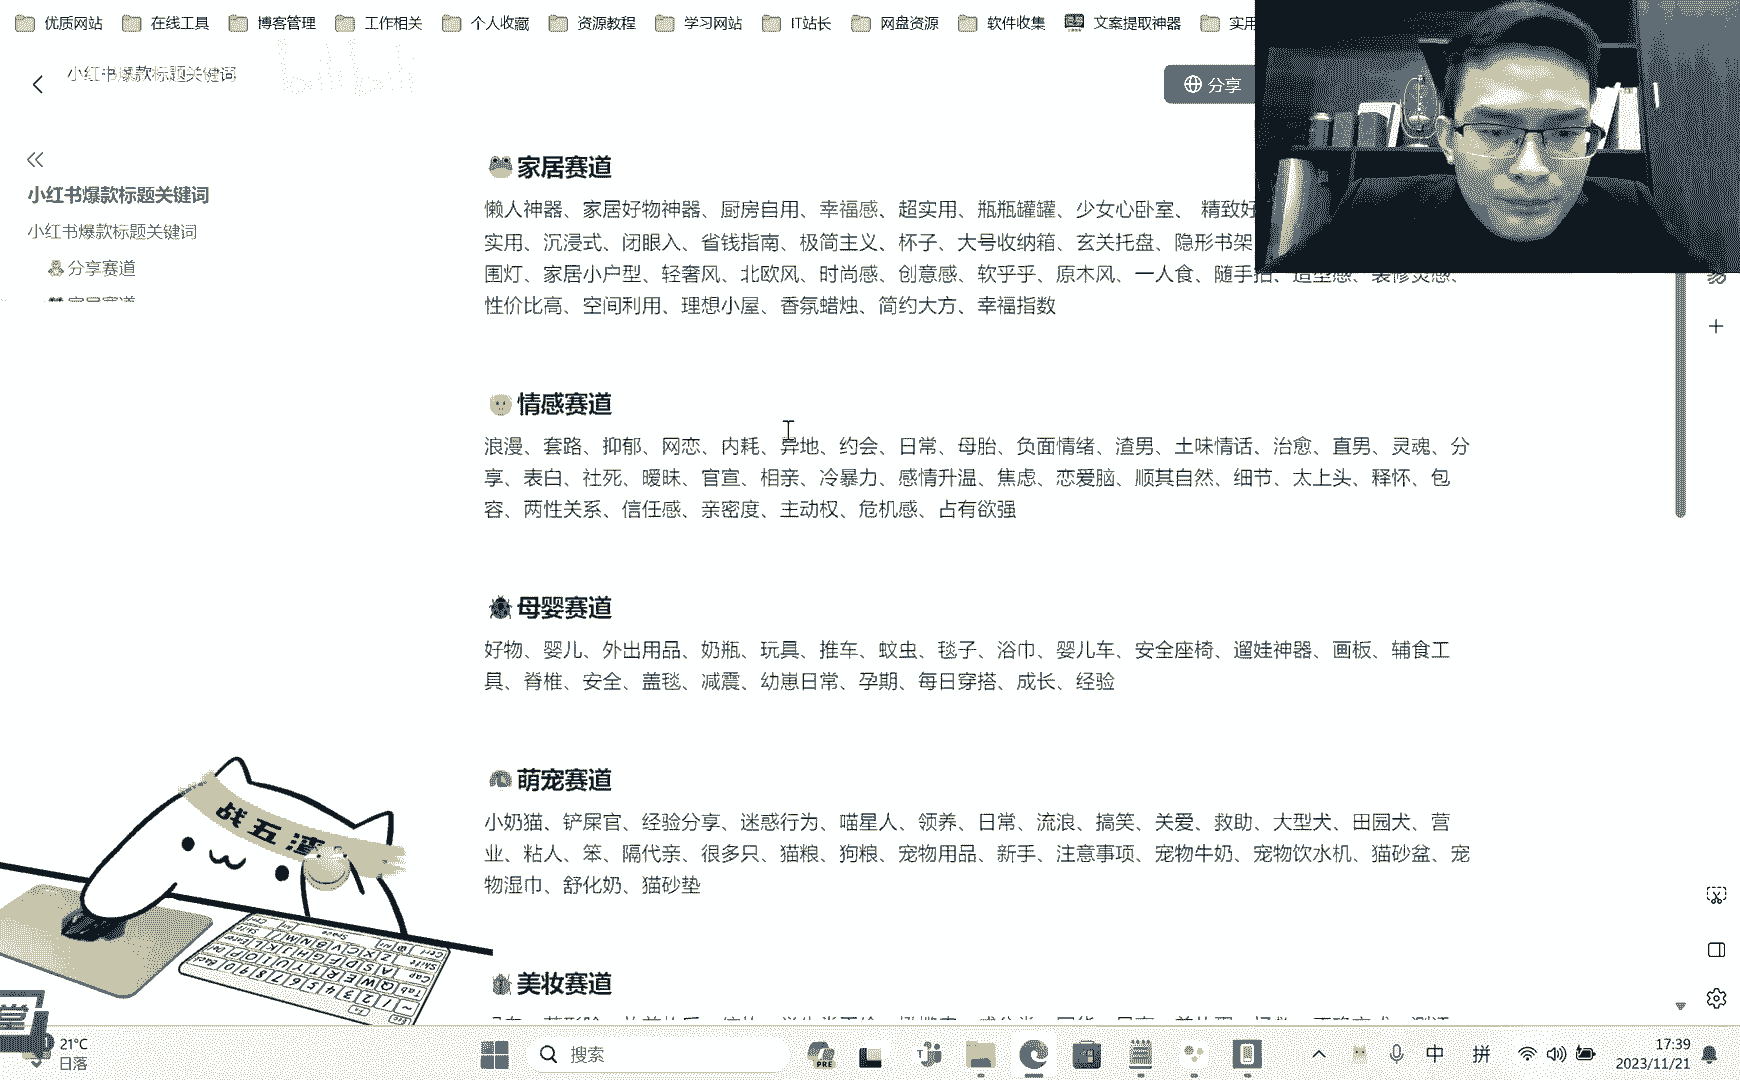 优质网站 在线工具 博客管理 工作相关 个人收藏 资源教程 学习网站 IT站长 网盘资源 软件收集 文案提取神器 实用
小红书爆款标题关键词
分享
小红书爆款标题关键词
小红书爆款标题关键词
分享赛道
家居赛道
家居赛道
懒人神器、家居好物神器、厨房自用、幸福感、超实用、瓶瓶罐罐、少女心卧室、 精致好
实用、沉浸式、闭眼入、省钱指南、极简主义、杯子、大号收纳箱、玄关托盘、隐形书架
围灯、家居小户型、轻奢风、北欧风、时尚感、创意感、软乎乎、原木风、一人食、随手拍、造型感、装修灵感、
性价比高、空间利用、理想小屋、香氛蜡烛、简约大方、幸福指数
情感赛道
浪漫、套路、抑郁、网恋、内耗、异地、约会、日常、母胎、负面情绪、渣男、土味情话、治愈、直男、灵魂、分
享、表白、社死、暧昧、官宣、相亲、冷暴力、感情升温、焦虑、恋爱脑、顺其自然、细节、太上头、释怀、包
容、两性关系、信任感、亲密度、主动权、危机感、占有欲强
母婴赛道
好物、婴儿、外出用品、奶瓶、玩具、推车、蚊虫、毯子、浴巾、婴儿车、安全座椅、遛娃神器、画板、辅食工
具、脊椎、安全、盖毯、减震、幼崽日常、孕期、每日穿搭、成长、经验
萌宠赛道
小奶猫、铲屎官、经验分享、迷惑行为、喵星人、领养、日常、流浪、搞笑、关爱、救助、大型犬、田园犬、营
业、粘人、笨、隔代亲、很多只、猫粮、狗粮、宠物用品、新手、注意事项、宠物牛奶、宠物饮水机、猫砂盆、宠
物湿巾、舒化奶、猫砂垫
美妆赛道
战五渣
堂
21°C
日落
搜索
PRE
中 拼
17:39
2023/11/21